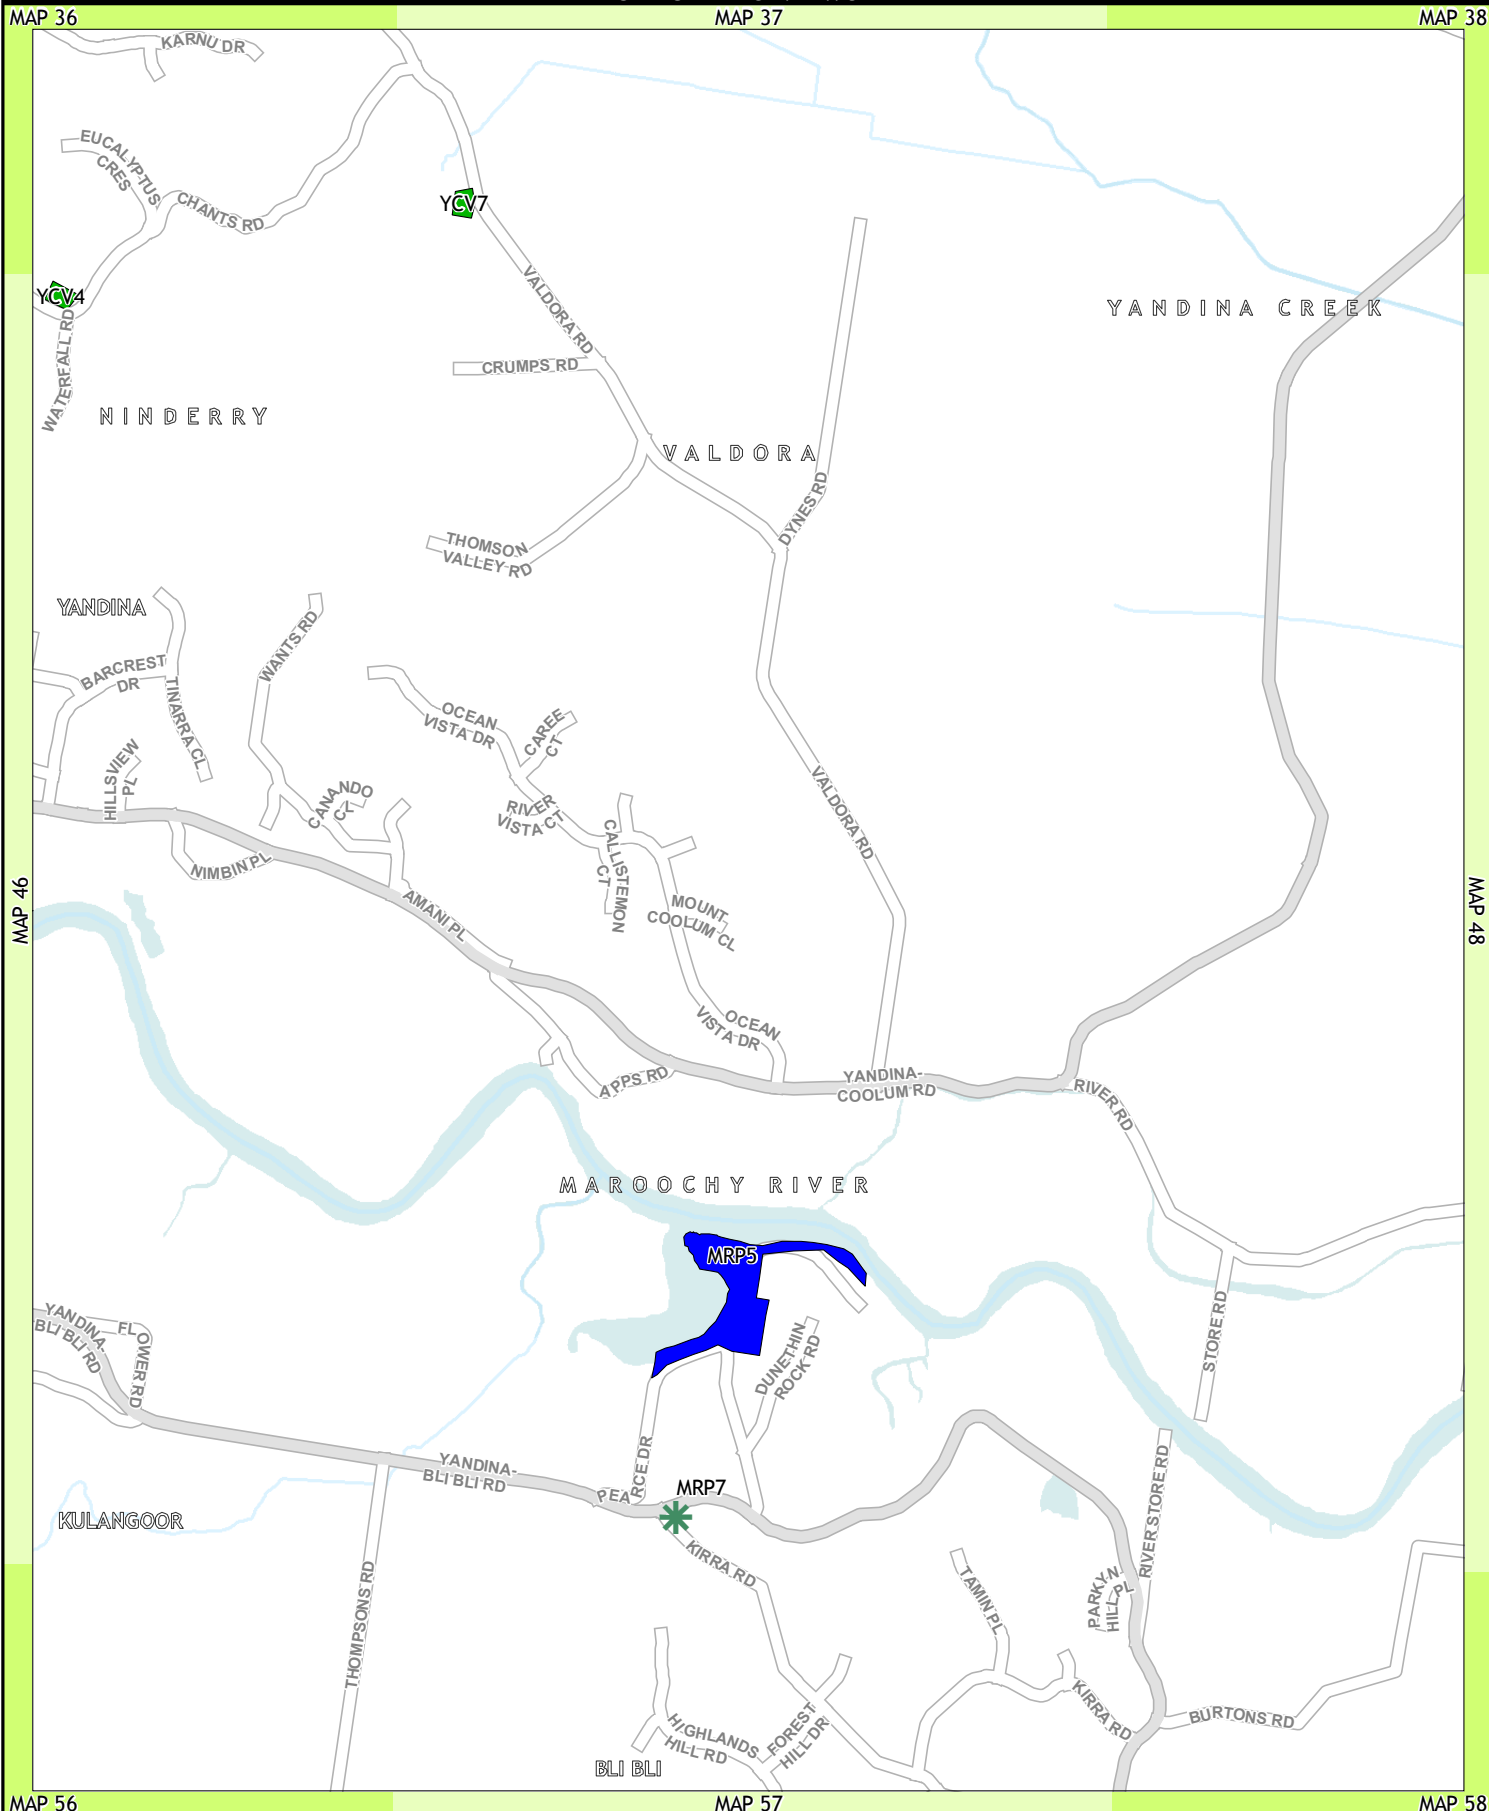 MAP 36
MAP 37
MAP 38
KARNU DR
EUCALYPTUS
CRES
CHANTS RD
YCV7
YCV4
WATERFALL RD
VALDORA RD
YANDINA CREEK
CRUMPS RD
NINDERRY
VALDORA
DYNES RD
THOMSON
VALLEY RD
YANDINA
WANTS RD
BARCREST
DR
TINARRA CL
OCEAN
VISTA DR
CAREE
CT
HILLSVIEW
PL
CANANDO
CT
RIVER
VISTA CT
VALDORA RD
NIMBIN PL
CALLISTEMON
CT
MAP 46
MAP 48
AMANI PL
MOUNT
COOLUM CL
OCEAN
VISTA DR
APPS RD
YANDINA-
COOLUM RD
RIVER RD
MAROOCHY RIVER
MRP5
YANDINA-
BLI BLI RD
FLOWER RD
STORE RD
DUNETHIN
ROCK RD
YANDINA-
BLI BLI RD
PEARCE DR
MRP7
KULANGOOR
RIVER STORE RD
KIRRA RD
THOMPSONS RD
TAMIN PL
PARKYN
HILL PL
KIRRA RD
BURTONS RD
HIGHLANDS
HILL RD
FOREST
HILL DR
BLI BLI
MAP 56
MAP 57
MAP 58